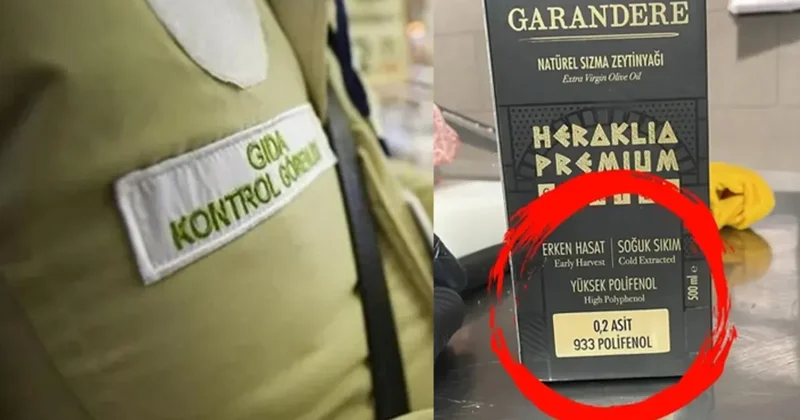 GIDA
KONTROL GÖREVLİSİ
GARANDERE
NATÜREL SIZMA ZEYTİNYAĞI
Extra Virgin Olive Oil
HERAKLIA
PREMIUM
ERKEN HASAT | SOĞUK SIKIM
Early Harvest | Cold Extracted
YÜKSEK POLİFENOL
High Polyphenol
0,2 ASİT
933 POLİFENOL
500 ml e